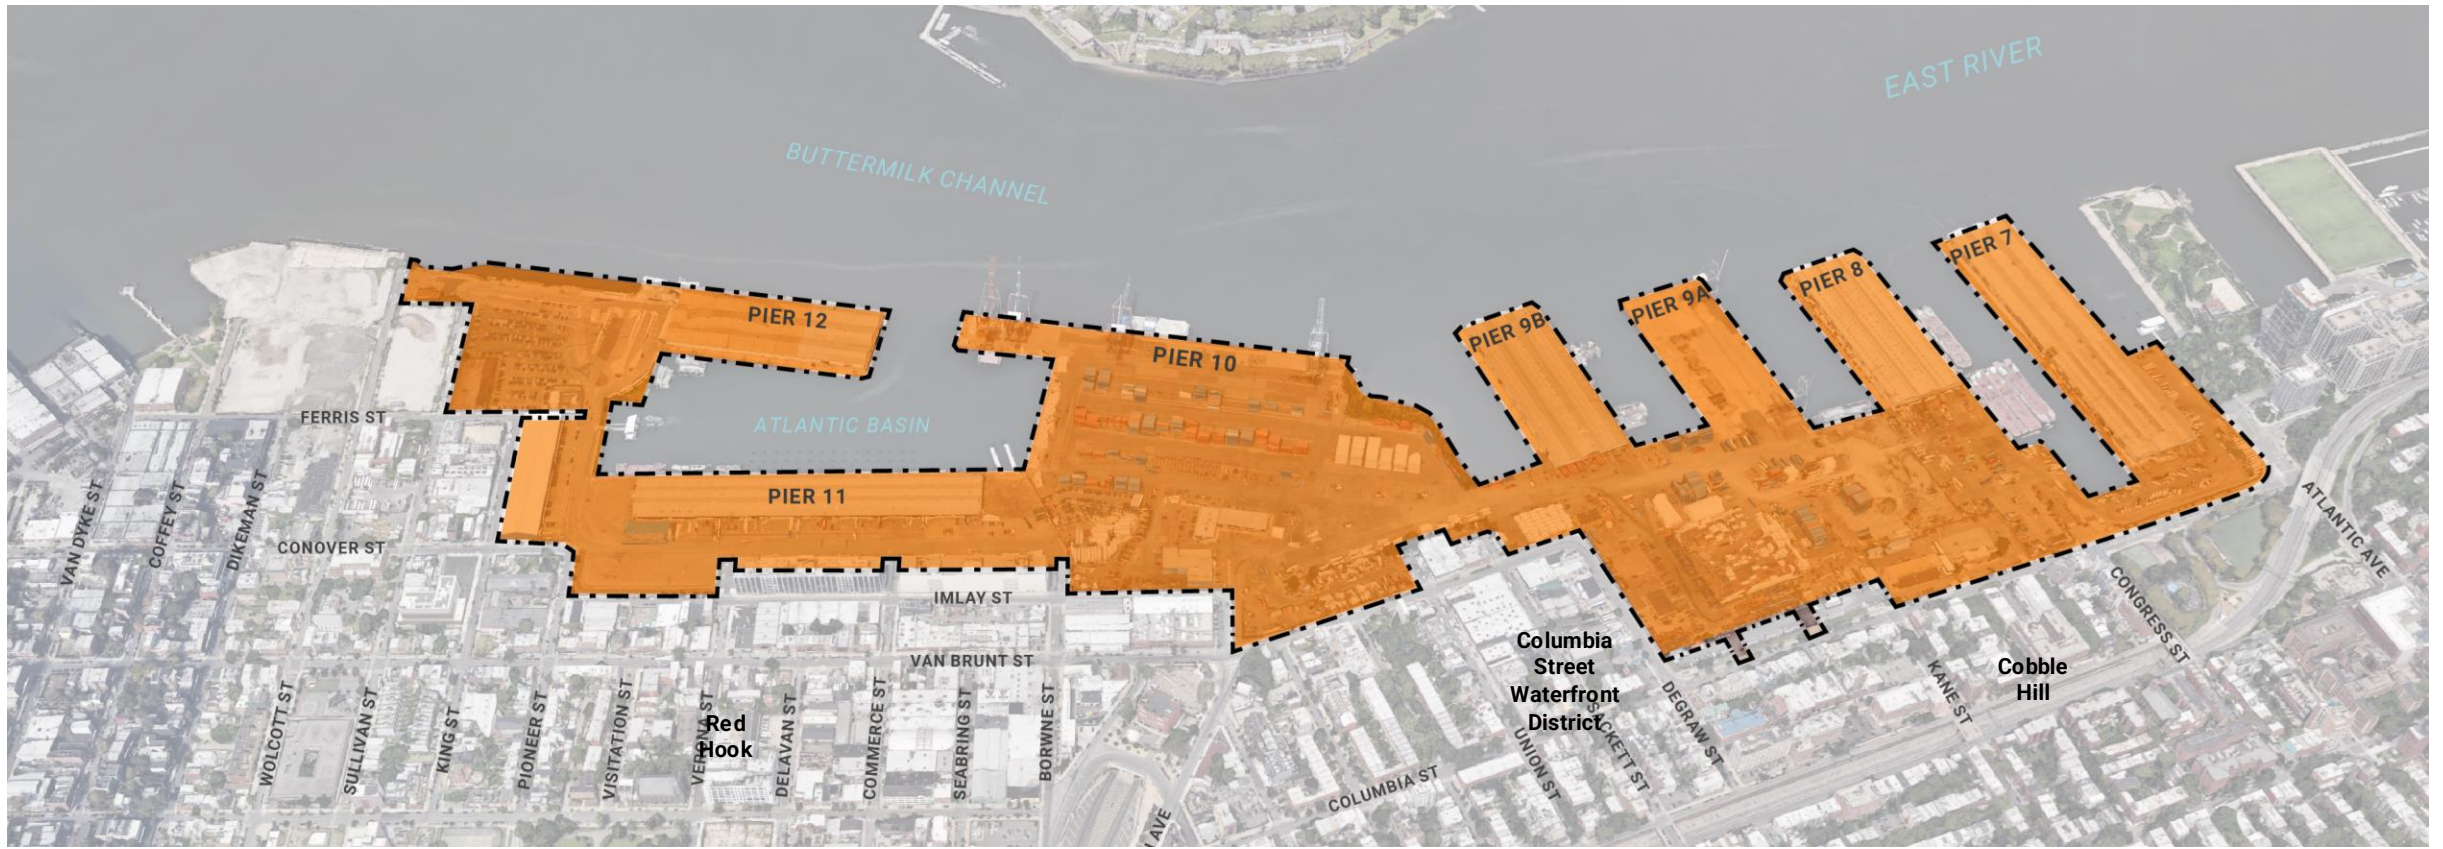 EAST RIVER
BUTTERMILK CHANNEL
PIER 7
PIER 8
PIER 9A
PIER 9B
PIER 12
PIER 10
ATLANTIC BASIN
FERRIS ST
PIER 11
CONOVER ST
VAN DYKE ST
COFFEY ST
DIKEMAN ST
ATLANTIC AVE
CONGRESS ST
IMLAY ST
VAN BRUNT ST
Columbia
Street
Waterfront
District
Cobble
Hill
KANE ST
DEGRAW ST
SACKETT ST
UNION ST
COLUMBIA ST
WOLCOTT ST
SULLIVAN ST
KING ST
PIONEER ST
VISITATION ST
VERONA ST
Red
Hook
DELAVAN ST
COMMERCE ST
SEABRING ST
BORWNE ST
AVE